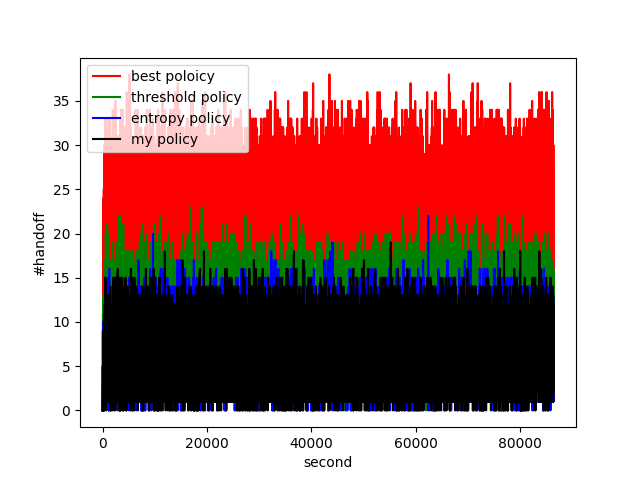 best poloicy
threshold policy
entropy policy
my policy
35
30
25
20
15
10
5
0
#handoff
0 20000 40000 60000 80000
second